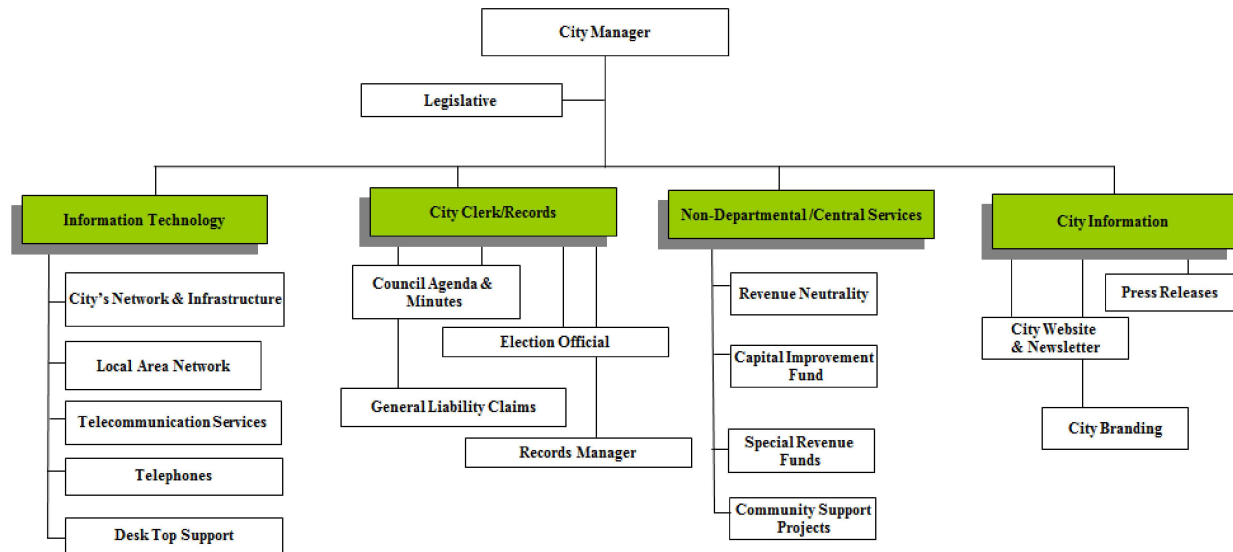 City Manager
Legislative
Information Technology
City Clerk/Records
Non-Departmental /Central Services
City Information
City's Network & Infrastructure
Local Area Network
Telecommunication Services
Telephones
Desk Top Support
Council Agenda &
Minutes
Election Official
General Liability Claims
Records Manager
Revenue Neutrality
Capital Improvement
Fund
Special Revenue
Funds
Community Support
Projects
Press Releases
City Website
& Newsletter
City Branding